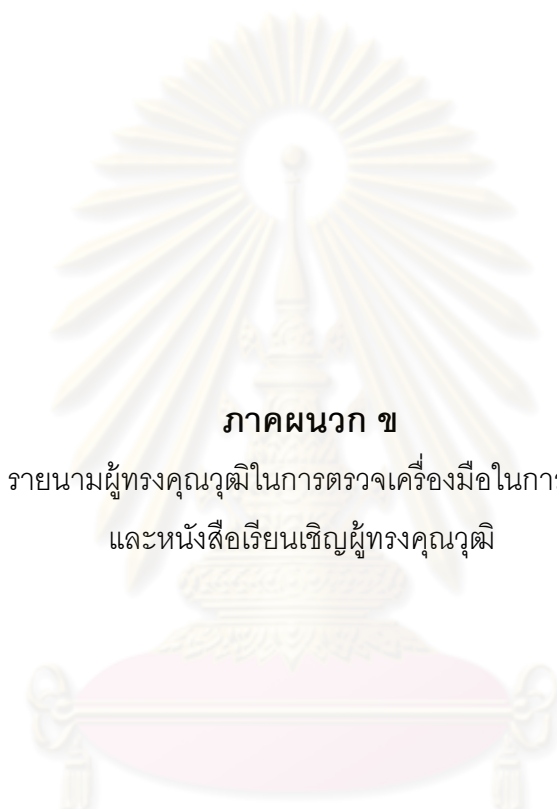 ภาคผนวก ข
รายนามผู้ทรงคุณวุฒิในการตรวจเครื่องมือในการ
และหนังสือเรียนเชิญผู้ทรงคุณวุฒิ